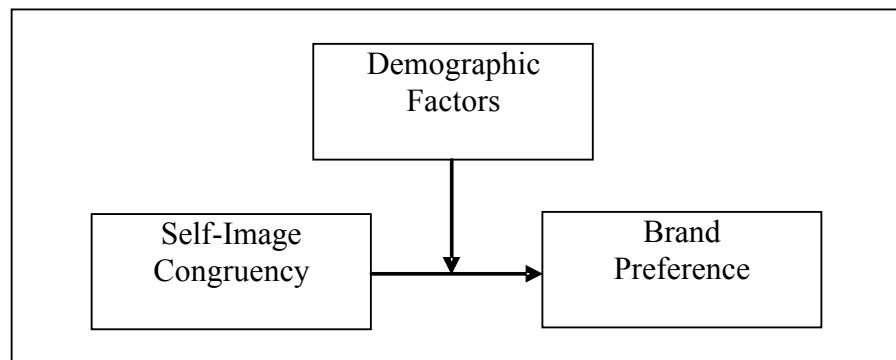 Demographic
Factors
Self-Image
Congruency
Brand
Preference